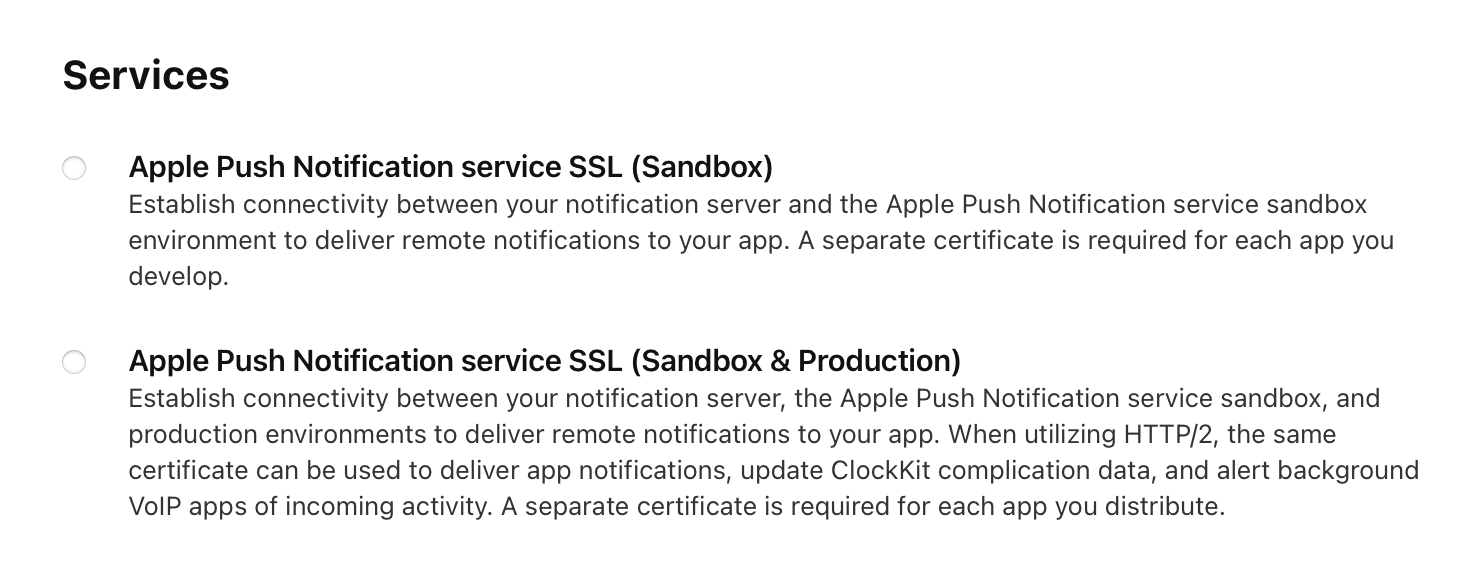 Services
Apple Push Notification service SSL (Sandbox)
Establish connectivity between your notification server and the Apple Push Notification service sandbox
environment to deliver remote notifications to your app. A separate certificate is required for each app you
develop.
Apple Push Notification service SSL (Sandbox & Production)
Establish connectivity between your notification server, the Apple Push Notification service sandbox, and
production environments to deliver remote notifications to your app. When utilizing HTTP/2, the same
certificate can be used to deliver app notifications, update ClockKit complication data, and alert background
VoIP apps of incoming activity. A separate certificate is required for each app you distribute.